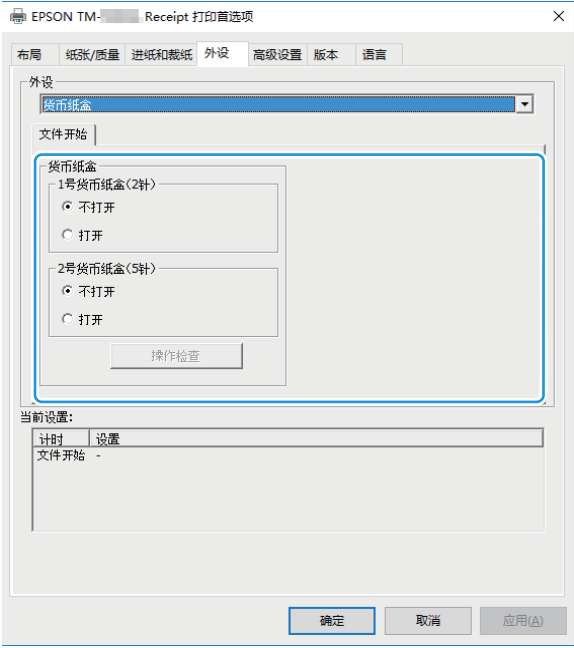 EPSON TM- Receipt 打印首选项
布局 纸张/质量 进纸和裁纸 外设 高级设置 版本 语言
外设
货币纸盒
文件开始
货币纸盒
1号货币纸盒(2针)
不打开
打开
2号货币纸盒(5针)
不打开
打开
操作检查
当前设置:
计时 设置
文件开始 -
确定 取消 应用(A)